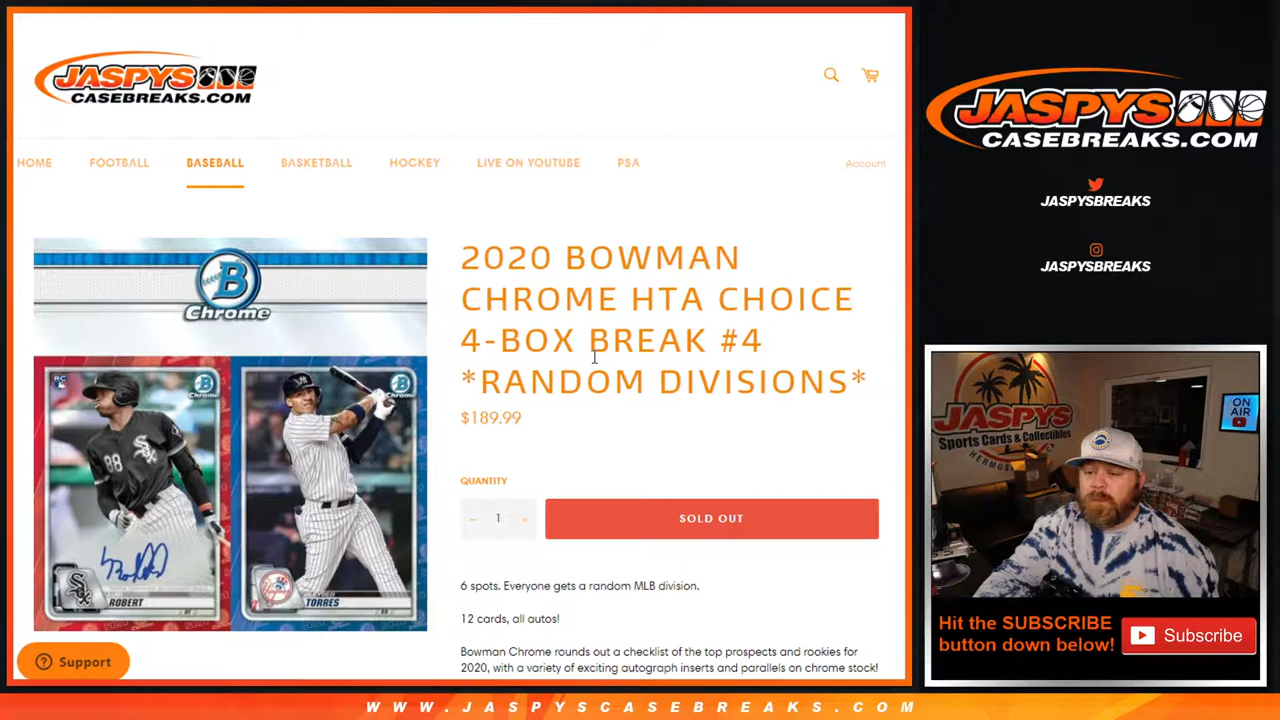 JASPYS
CASEBREAKS.COM
HOME FOOTBALL BASEBALL BASKETBALL HOCKEY LIVE ON YOUTUBE PSA Account
B
Chrome
88
ROBERT
TORRES
2020 BOWMAN
CHROME HTA CHOICE
4-BOX BREAK #4
*RANDOM DIVISIONS*
$189.99
QUANTITY
− 1 +
SOLD OUT
6 spots. Everyone gets a random MLB division.
12 cards, all autos!
Bowman Chrome rounds out a checklist of the top prospects and rookies for
2020, with a variety of exciting autograph inserts and parallels on chrome stock!
Support
JASPYS
CASEBREAKS.COM
JASPYSBREAKS
JASPYSBREAKS
JASPYS
Sports Cards & Collectibles
ON
AIR
Hit the SUBSCRIBE
button down below!
Subscribe
WWW.JASPYSCASEBREAKS.COM